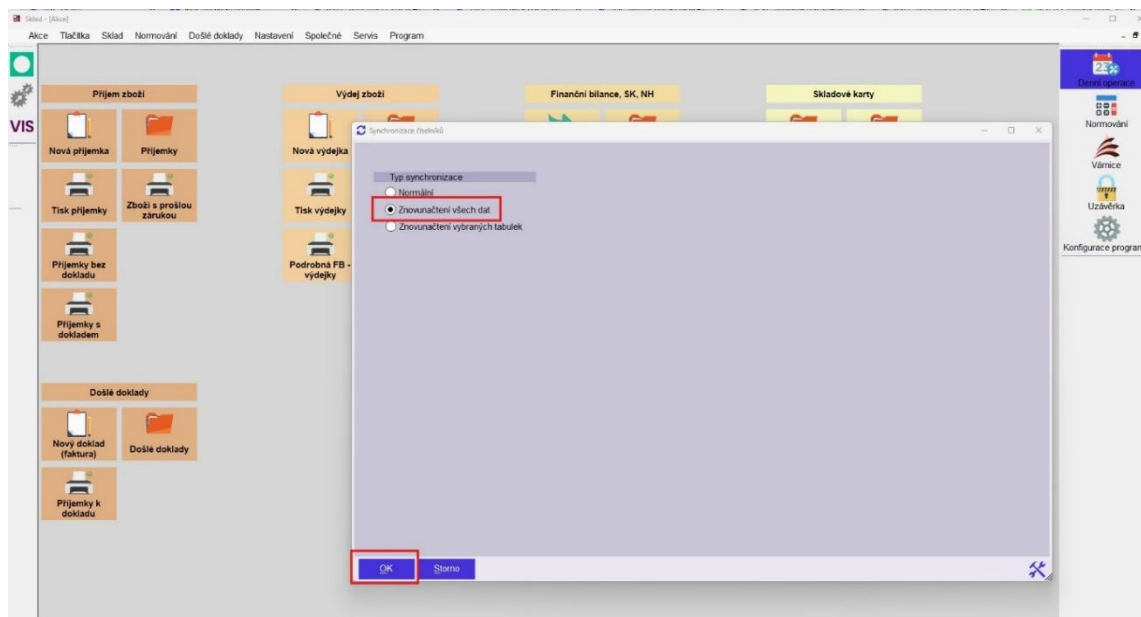 Sklad - [Akce]
Akce Tlačítka Sklad Normování Došlé doklady Nastavení Společné Servis Program
VIS
Příjem zboží
Nová příjemka
Příjemky
Tisk příjemky
Zboží s prošlou
zárukou
Příjemky bez
dokladu
Příjemky s
dokladem
Došlé doklady
Nový doklad
(faktura)
Došlé doklady
Příjemky k
dokladu
Výdej zboží
Nová výdejka
Tisk výdejky
Podrobná FB -
výdejky
Finanční bilance, SK, NH
Skladové karty
Synchronizace číselníků
Typ synchronizace
Normální
Znovunačtení všech dat
Znovunačtení vybraných tabulek
OK
Storno
23
Denní operace
Normování
Várnice
Uzávěrka
Konfigurace program